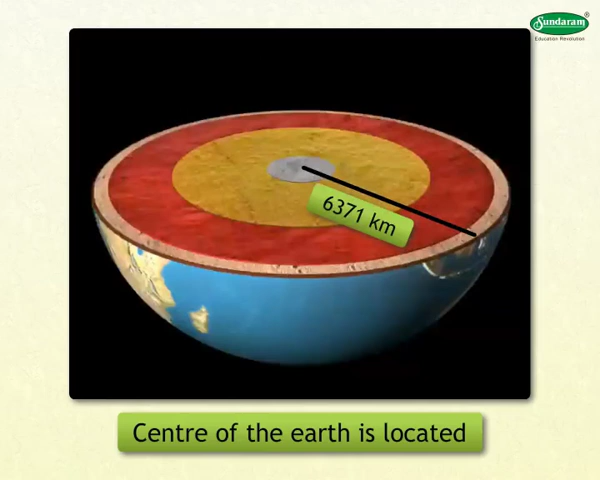 Sundaram®
Education Revolution
6371 km
Centre of the earth is located